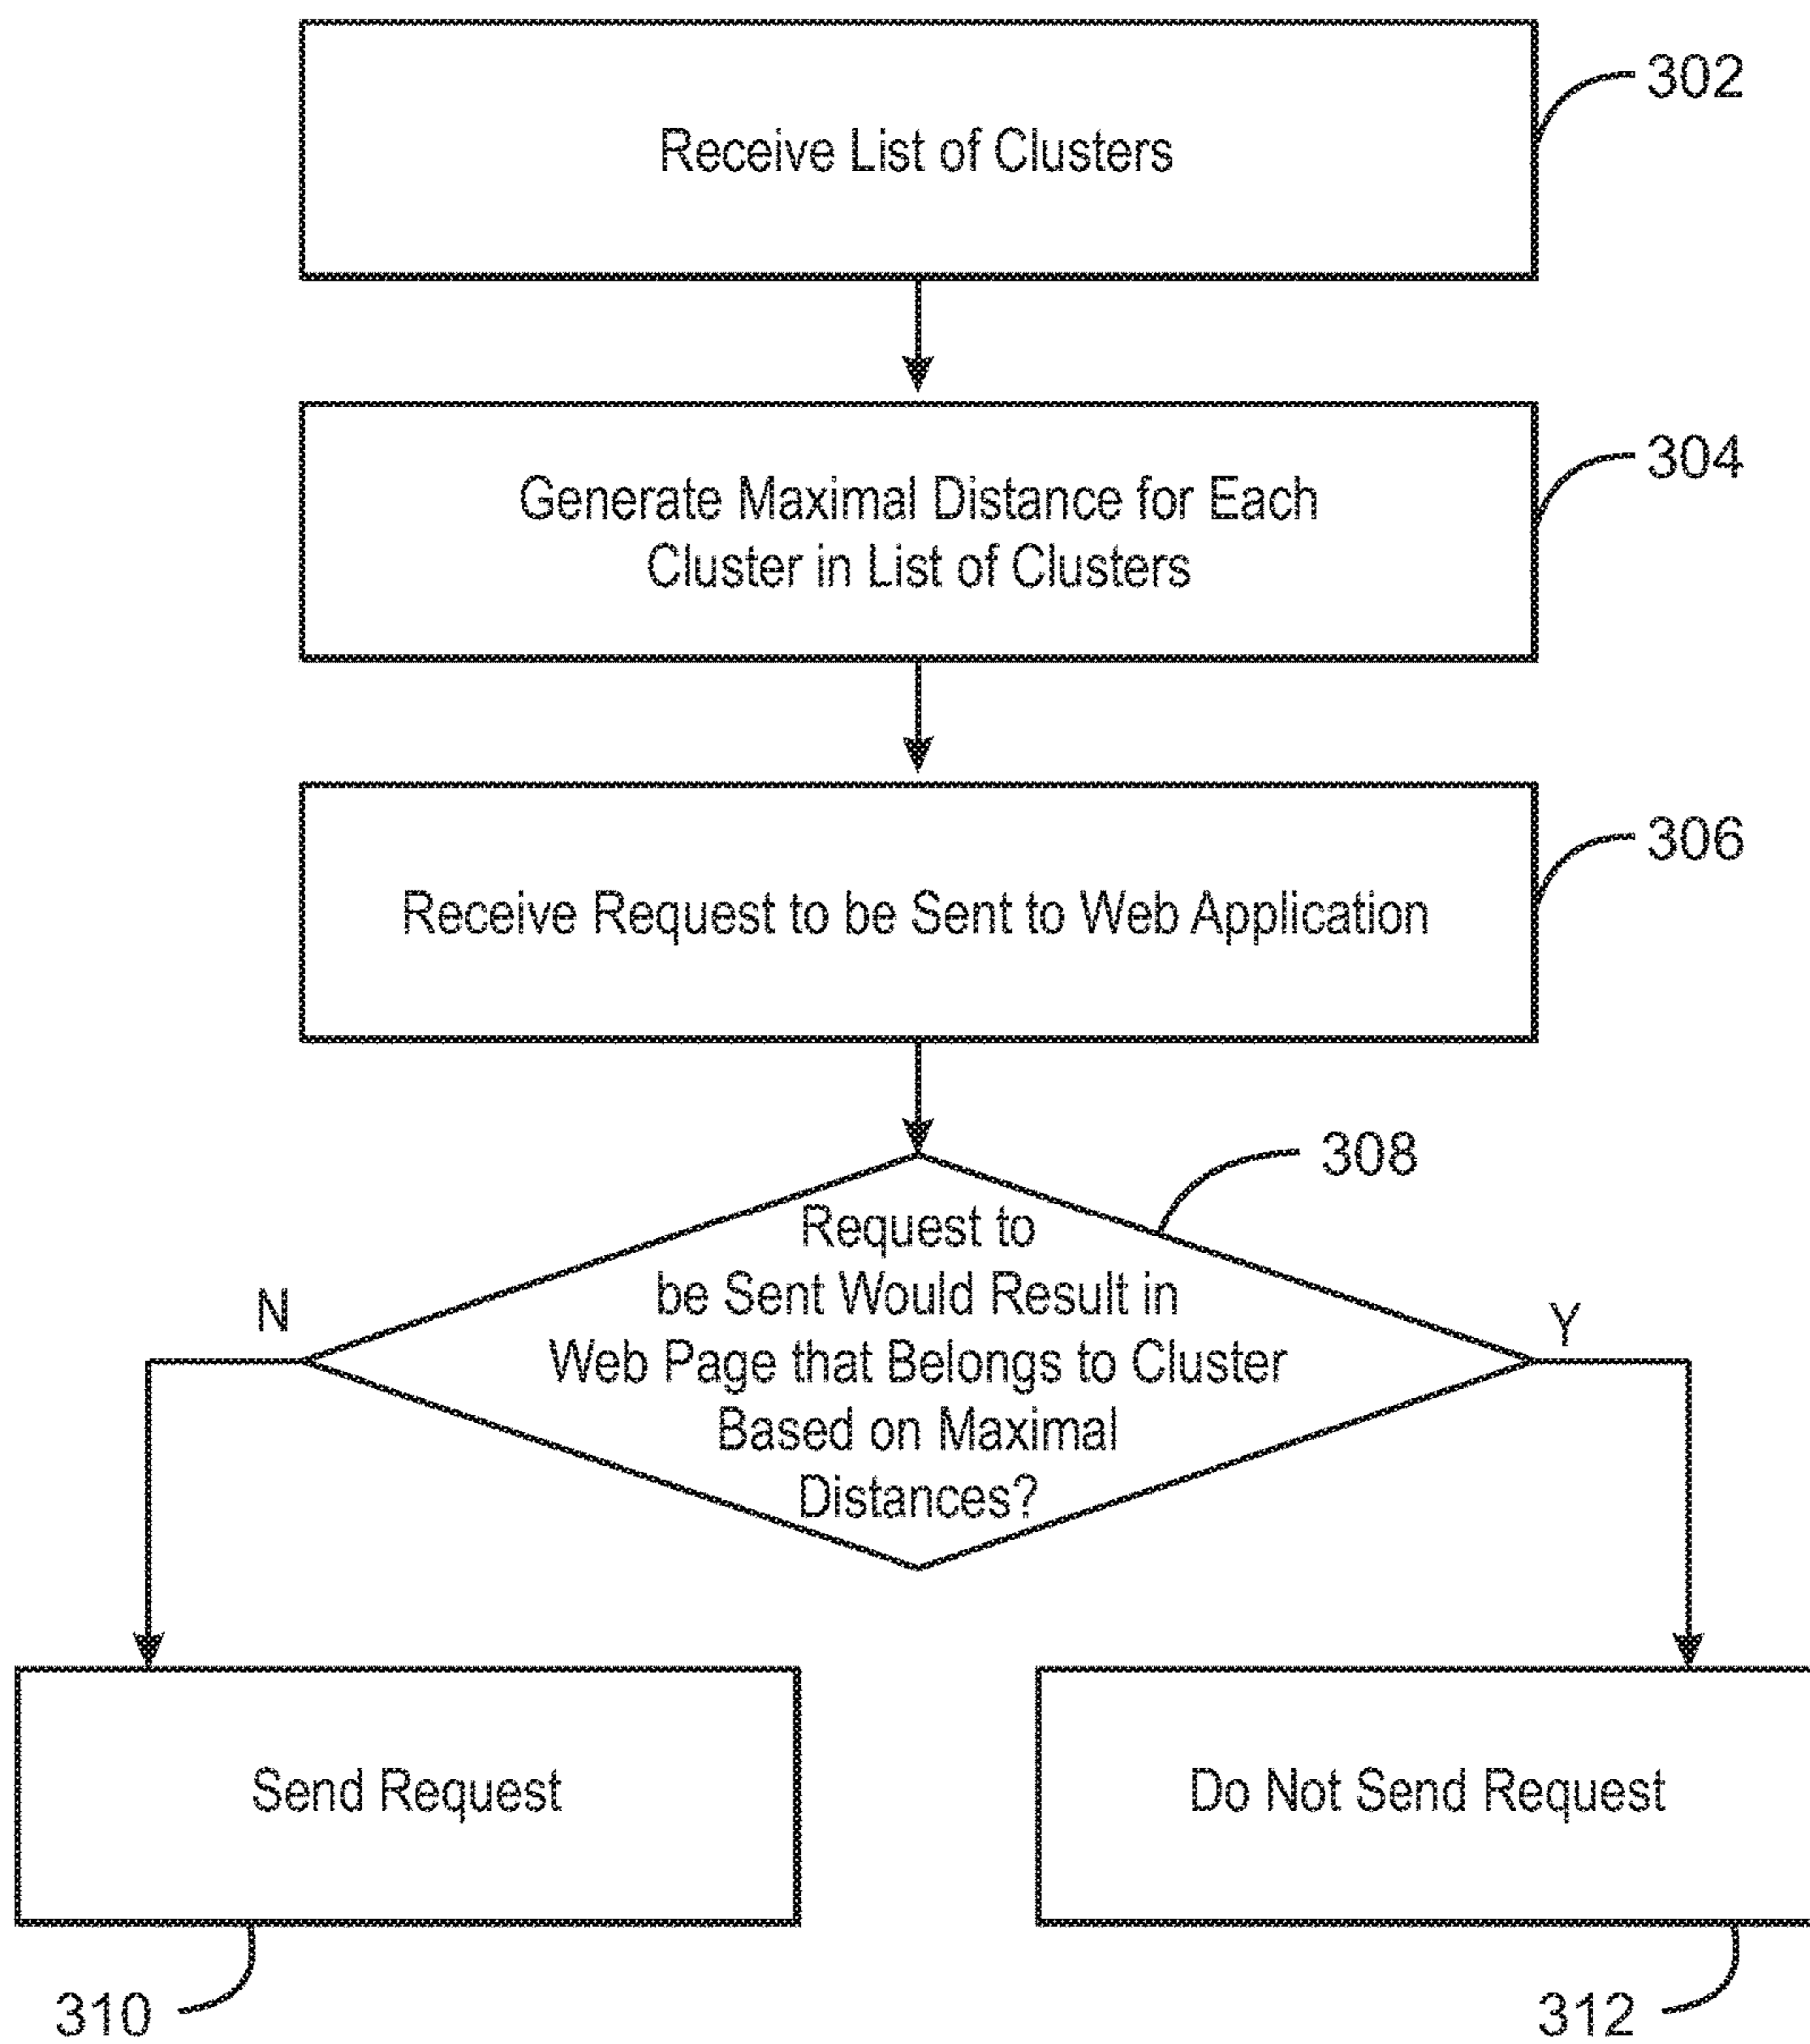 302
Receive List of Clusters
304
Generate Maximal Distance for Each
Cluster in List of Clusters
306
Receive Request to be Sent to Web Application
308
Request to
be Sent Would Result in
Web Page that Belongs to Cluster
Based on Maximal
Distances?
N
Y
Send Request
Do Not Send Request
310
312